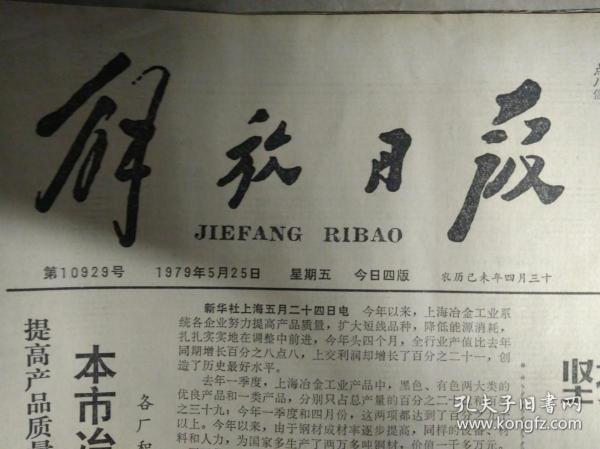 解放日报
JIEFANG RIBAO
第10929号 1979年5月25日 星期五 今日四版 农历己未年四月三十
提高产品质量
本市冶
各厂程
新华社上海五月二十四日电 今年以来，上海冶金工业系
统各企业努力提高产品质量，扩大短线品种，降低能源消耗，
扎扎实实地在调整中前进，今年头四个月，全行业产值比去年
同期增长百分之八点八，上交利润却增长了百分之二十一，创
造了历史最好水平。
去年一季度，上海冶金工业产品中，黑色、有色两大类的
优良产品和一类产品，分别只占总产量的百分之二十
之三十九；今年一季度和四月份，这两项都达到了百分之
以上。今年以来，由于钢材成材率逐步提高，同样的设备、材
料和人力，为国家多生产了两万多吨钢材，价值一千多万元。
孔夫子旧书网
book.kongfz.com